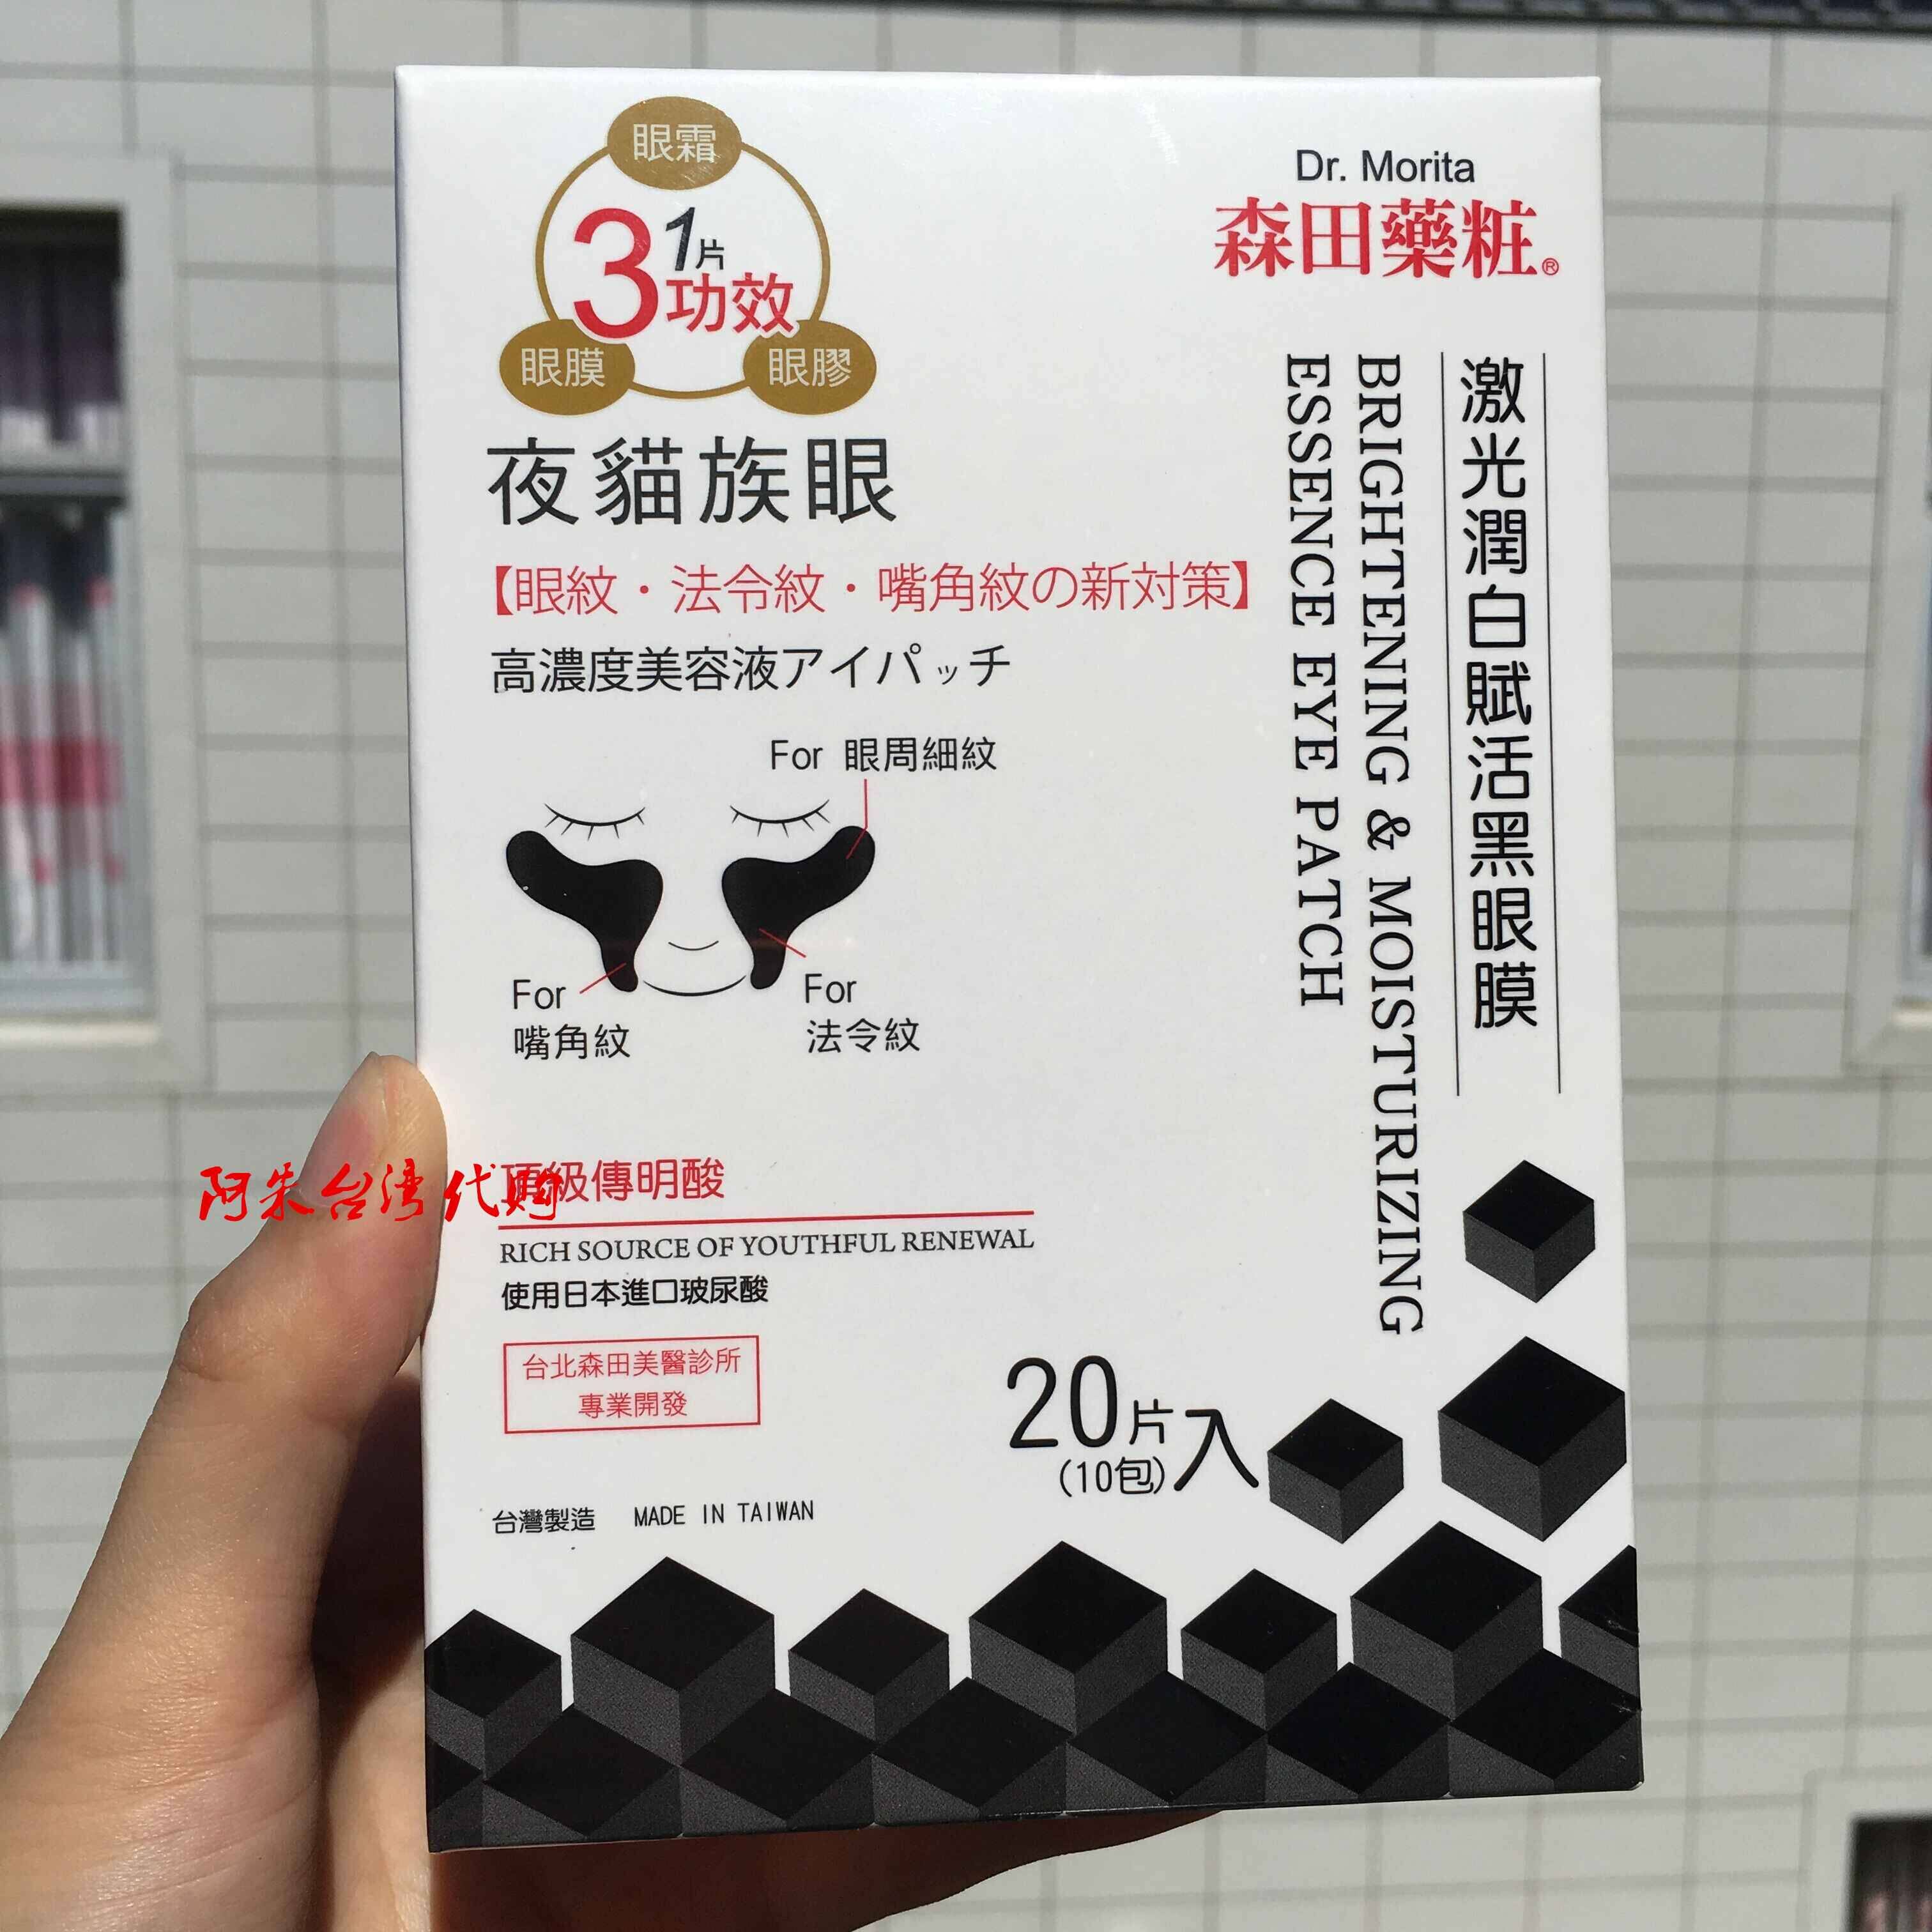 眼霜
3
1片
功效
眼膜
眼膠
Dr. Morita
森田藥粧®
激光潤白賦活黑眼膜
BRIGHTENING & MOISTURIZING
ESSENCE EYE PATCH
夜貓族眼
【眼紋・法令紋・嘴角紋の新対策】
高濃度美容液アイパッチ
For 眼周細紋
For
嘴角紋
For
法令紋
阿朱台湾代购
頂級傳明酸
RICH SOURCE OF YOUTHFUL RENEWAL
使用日本進口玻尿酸
台北森田美醫診所
專業開發
20片入
(10包)
台灣製造 MADE IN TAIWAN